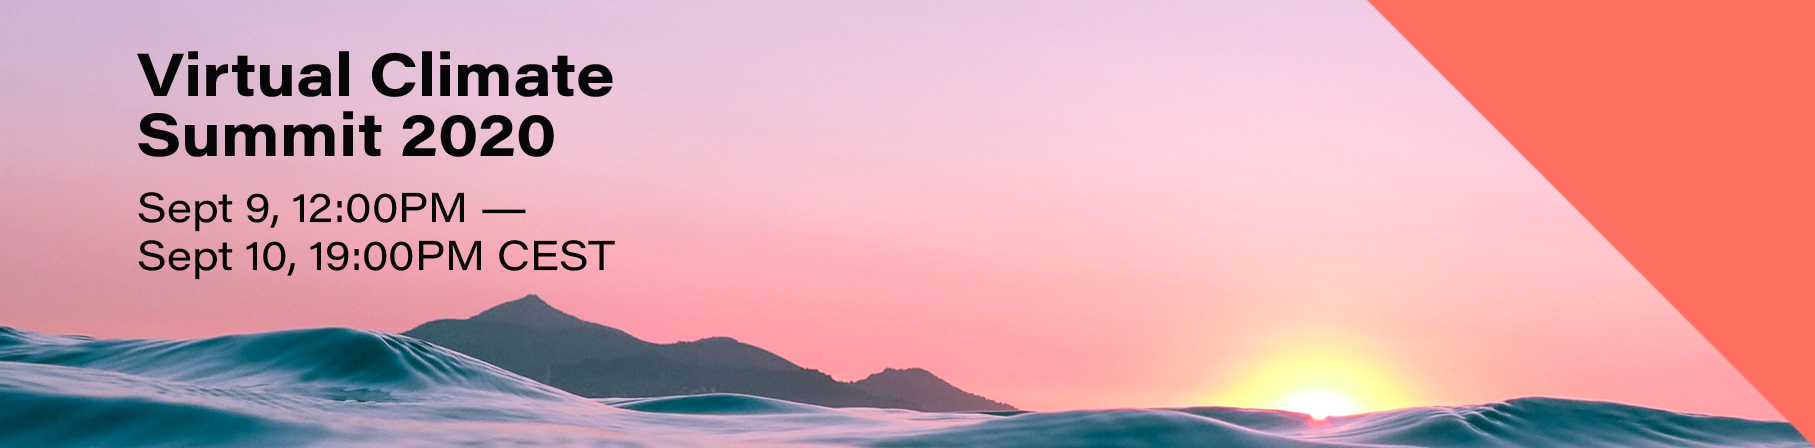 Virtual Climate
Summit 2020
Sept 9, 12:00PM —
Sept 10, 19:00PM CEST